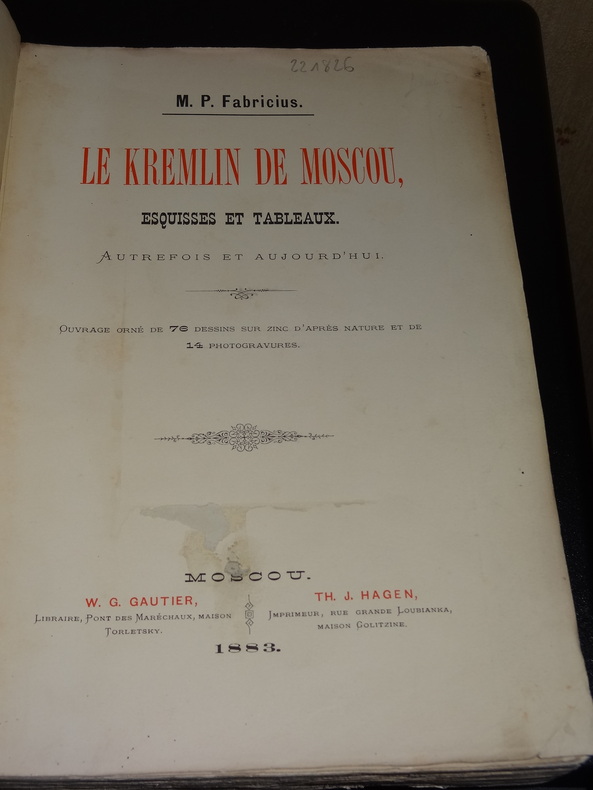 221826
M. P. Fabricius.
LE KREMLIN DE MOSCOU,
ESQUISSES ET TABLEAUX.
AUTREFOIS ET AUJOURD'HUI.
OUVRAGE ORNÉ DE 76 DESSINS SUR ZINC D'APRÈS NATURE ET DE
14 PHOTOGRAVURES.
MOSCOU.
W. G. GAUTIER,
LIBRAIRE, PONT DES MARÉCHAUX, MAISON
TORLETSKY.
TH. J. HAGEN,
IMPRIMEUR, RUE GRANDE LOUBIANKA,
MAISON GOLITZINE.
1883.